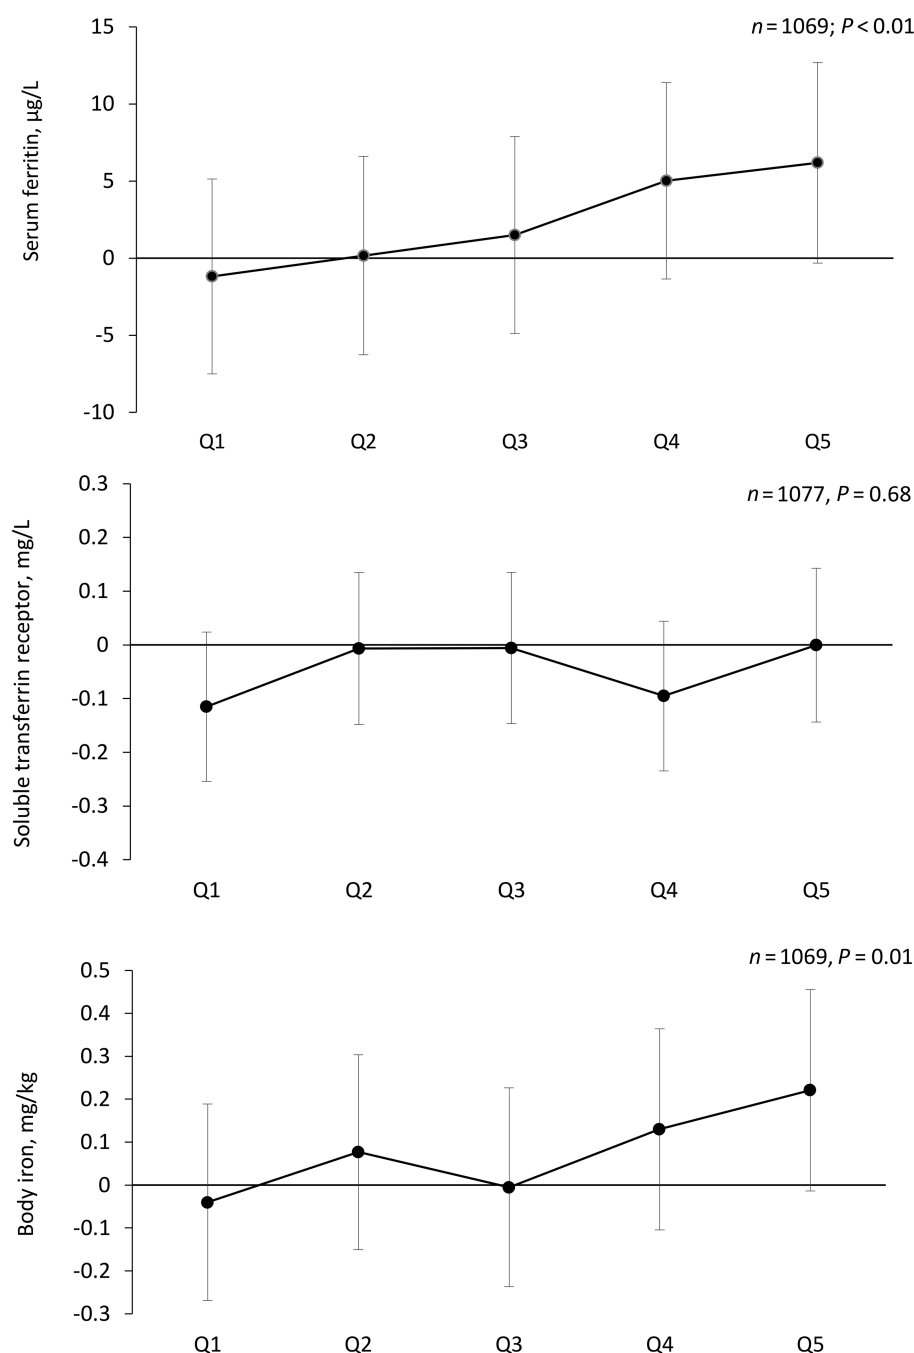 n = 1069; P < 0.01
Serum ferritin, µg/L
15
10
5
0
-5
-10
Q1 Q2 Q3 Q4 Q5
n = 1077, P = 0.68
Soluble transferrin receptor, mg/L
0.3
0.2
0.1
0
-0.1
-0.2
-0.3
-0.4
Q1 Q2 Q3 Q4 Q5
n = 1069, P = 0.01
Body iron, mg/kg
0.5
0.4
0.3
0.2
0.1
0
-0.1
-0.2
-0.3
Q1 Q2 Q3 Q4 Q5